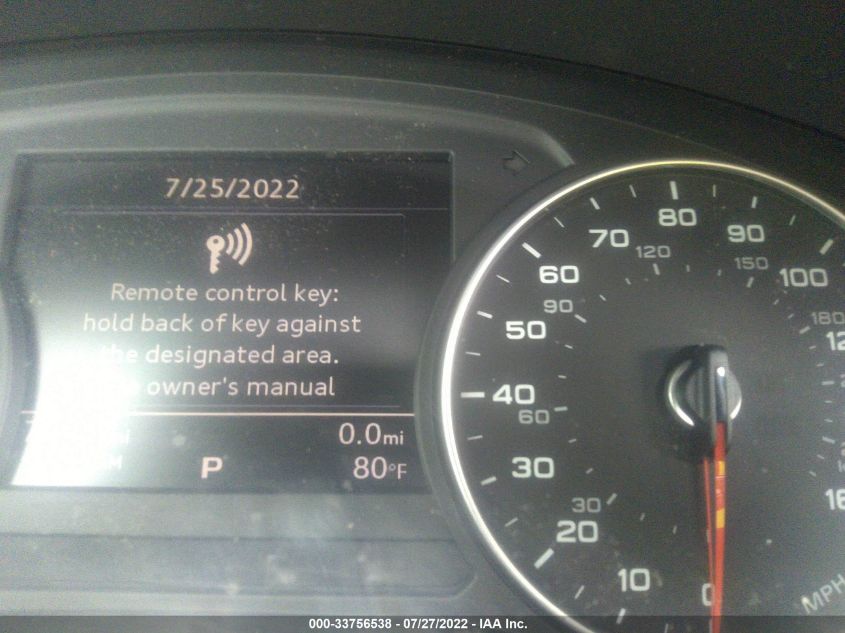 7/25/2022
Remote control key:
hold back of key against
the designated area.
owner's manual
0.0mi
P 80°F
80
70 90
120
60 150 100
90 180
50
40
60
30
30
20
10 0
MPH
000-33756538 - 07/27/2022 - IAA Inc.